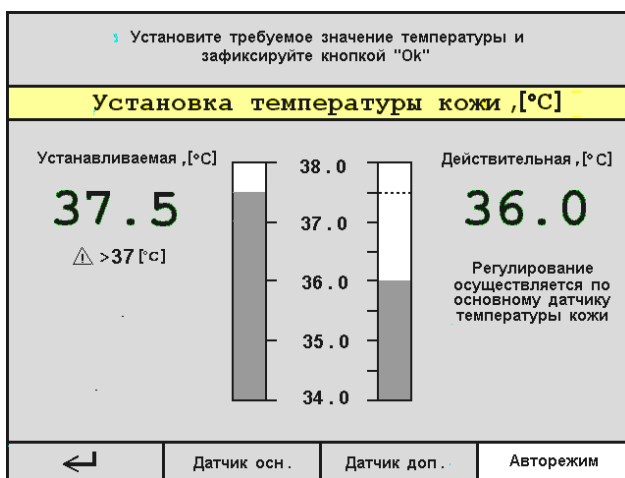 Установите требуемое значение температуры и
зафиксируйте кнопкой "Ok"
Установка температуры кожи ,[°C]
Устанавливаемая ,[°C]
37.5
⚠ >37 [°C]
38.0
37.0
36.0
35.0
34.0
Действительная ,[°C]
36.0
Регулирование
осуществляется по
основному датчику
температуры кожи
Датчик осн.
Датчик доп.
Авторежим